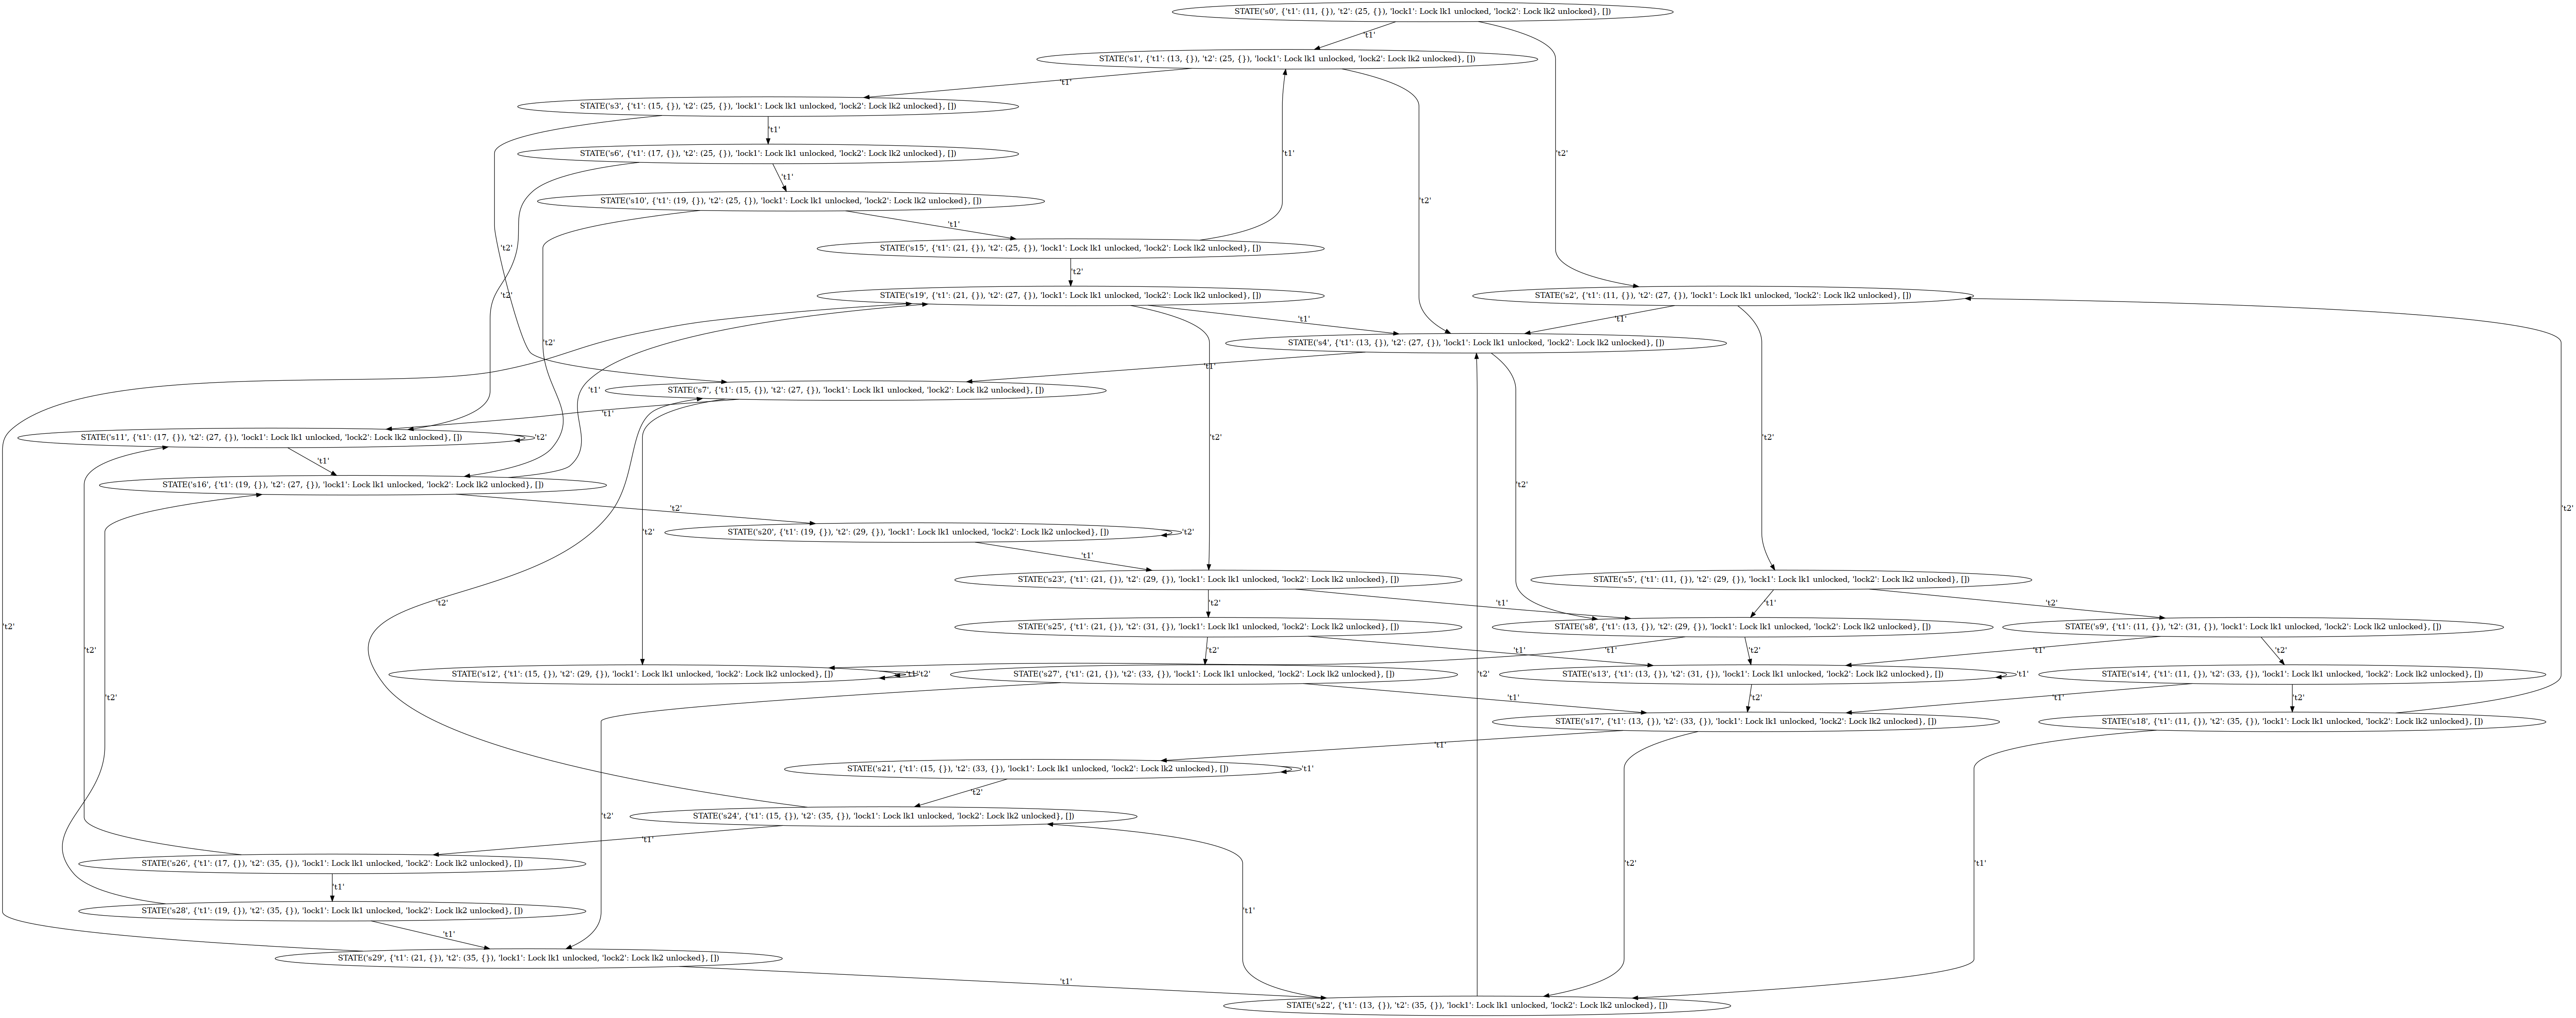 STATE('s0', {'t1': (11, {}), 't2': (25, {}), 'lock1': Lock lk1 unlocked, 'lock2': Lock lk2 unlocked}, [])
't1'
STATE('s1', {'t1': (13, {}), 't2': (25, {}), 'lock1': Lock lk1 unlocked, 'lock2': Lock lk2 unlocked}, [])
't1'
STATE('s3', {'t1': (15, {}), 't2': (25, {}), 'lock1': Lock lk1 unlocked, 'lock2': Lock lk2 unlocked}, [])
't1'
STATE('s6', {'t1': (17, {}), 't2': (25, {}), 'lock1': Lock lk1 unlocked, 'lock2': Lock lk2 unlocked}, [])
't1'
't2'
't1'
STATE('s10', {'t1': (19, {}), 't2': (25, {}), 'lock1': Lock lk1 unlocked, 'lock2': Lock lk2 unlocked}, [])
't2'
't1'
STATE('s15', {'t1': (21, {}), 't2': (25, {}), 'lock1': Lock lk1 unlocked, 'lock2': Lock lk2 unlocked}, [])
't2'
't2'
't2'
STATE('s19', {'t1': (21, {}), 't2': (27, {}), 'lock1': Lock lk1 unlocked, 'lock2': Lock lk2 unlocked}, [])
STATE('s2', {'t1': (11, {}), 't2': (27, {}), 'lock1': Lock lk1 unlocked, 'lock2': Lock lk2 unlocked}, [])
't1'
't1'
't2'
STATE('s4', {'t1': (13, {}), 't2': (27, {}), 'lock1': Lock lk1 unlocked, 'lock2': Lock lk2 unlocked}, [])
't1'
't1'
STATE('s7', {'t1': (15, {}), 't2': (27, {}), 'lock1': Lock lk1 unlocked, 'lock2': Lock lk2 unlocked}, [])
't1'
STATE('s11', {'t1': (17, {}), 't2': (27, {}), 'lock1': Lock lk1 unlocked, 'lock2': Lock lk2 unlocked}, [])
't2'
't2'
't2'
't1'
STATE('s16', {'t1': (19, {}), 't2': (27, {}), 'lock1': Lock lk1 unlocked, 'lock2': Lock lk2 unlocked}, [])
't2'
't2'
't2'
STATE('s20', {'t1': (19, {}), 't2': (29, {}), 'lock1': Lock lk1 unlocked, 'lock2': Lock lk2 unlocked}, [])
't2'
't2'
't1'
STATE('s23', {'t1': (21, {}), 't2': (29, {}), 'lock1': Lock lk1 unlocked, 'lock2': Lock lk2 unlocked}, [])
STATE('s5', {'t1': (11, {}), 't2': (29, {}), 'lock1': Lock lk1 unlocked, 'lock2': Lock lk2 unlocked}, [])
't2'
't2'
't1'
't1'
't2'
't2'
STATE('s25', {'t1': (21, {}), 't2': (31, {}), 'lock1': Lock lk1 unlocked, 'lock2': Lock lk2 unlocked}, [])
STATE('s8', {'t1': (13, {}), 't2': (29, {}), 'lock1': Lock lk1 unlocked, 'lock2': Lock lk2 unlocked}, [])
STATE('s9', {'t1': (11, {}), 't2': (31, {}), 'lock1': Lock lk1 unlocked, 'lock2': Lock lk2 unlocked}, [])
't2'
't2'
't1'
't1'
't2'
't1'
't2'
STATE('s12', {'t1': (15, {}), 't2': (29, {}), 'lock1': Lock lk1 unlocked, 'lock2': Lock lk2 unlocked}, [])
't1'
't2'
STATE('s27', {'t1': (21, {}), 't2': (33, {}), 'lock1': Lock lk1 unlocked, 'lock2': Lock lk2 unlocked}, [])
't2'
STATE('s13', {'t1': (13, {}), 't2': (31, {}), 'lock1': Lock lk1 unlocked, 'lock2': Lock lk2 unlocked}, [])
't1'
STATE('s14', {'t1': (11, {}), 't2': (33, {}), 'lock1': Lock lk1 unlocked, 'lock2': Lock lk2 unlocked}, [])
't2'
't1'
't2'
't1'
't2'
STATE('s17', {'t1': (13, {}), 't2': (33, {}), 'lock1': Lock lk1 unlocked, 'lock2': Lock lk2 unlocked}, [])
STATE('s18', {'t1': (11, {}), 't2': (35, {}), 'lock1': Lock lk1 unlocked, 'lock2': Lock lk2 unlocked}, [])
't1'
STATE('s21', {'t1': (15, {}), 't2': (33, {}), 'lock1': Lock lk1 unlocked, 'lock2': Lock lk2 unlocked}, [])
't1'
't2'
STATE('s24', {'t1': (15, {}), 't2': (35, {}), 'lock1': Lock lk1 unlocked, 'lock2': Lock lk2 unlocked}, [])
't2'
't1'
STATE('s26', {'t1': (17, {}), 't2': (35, {}), 'lock1': Lock lk1 unlocked, 'lock2': Lock lk2 unlocked}, [])
't2'
't1'
't1'
STATE('s28', {'t1': (19, {}), 't2': (35, {}), 'lock1': Lock lk1 unlocked, 'lock2': Lock lk2 unlocked}, [])
't1'
't1'
STATE('s29', {'t1': (21, {}), 't2': (35, {}), 'lock1': Lock lk1 unlocked, 'lock2': Lock lk2 unlocked}, [])
't1'
STATE('s22', {'t1': (13, {}), 't2': (35, {}), 'lock1': Lock lk1 unlocked, 'lock2': Lock lk2 unlocked}, [])